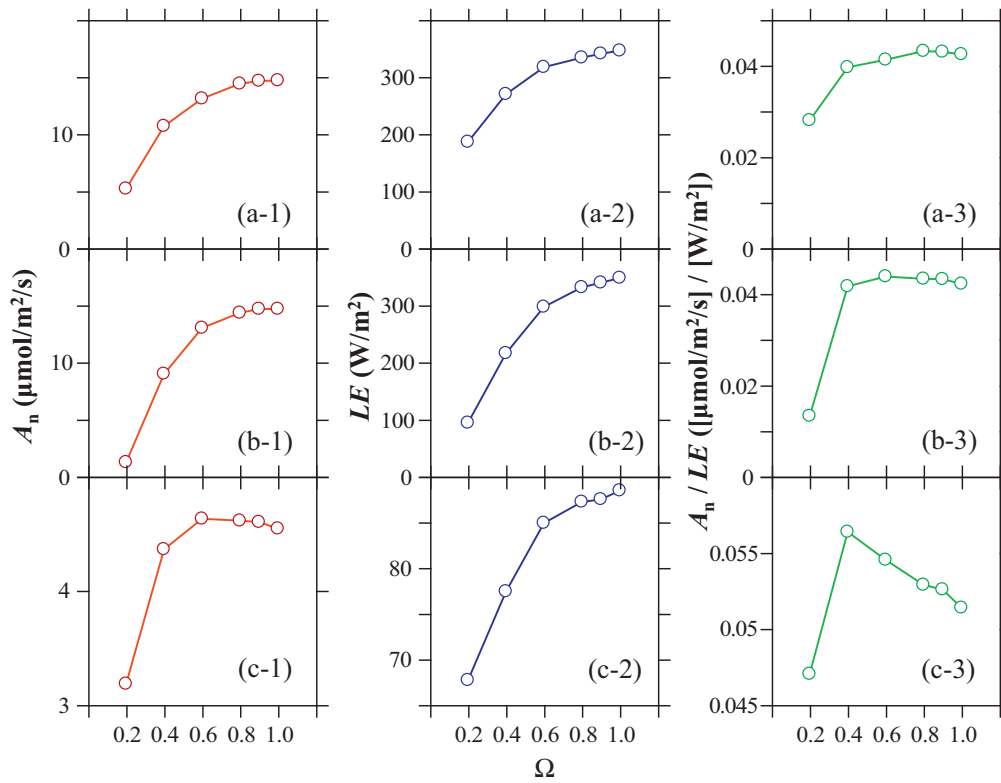 10
0
(a-1)
300
200
100
0
(a-2)
0.04
0.02
0
(a-3)
10
0
(b-1)
300
200
100
0
(b-2)
0.04
0.02
0
(b-3)
4
3
(c-1)
80
70
(c-2)
0.055
0.05
0.045
(c-3)
An (μmol/m²/s)
LE (W/m²)
An / LE ([μmol/m²/s] / [W/m²])
0.2 0.4 0.6 0.8 1.0
0.2 0.4 0.6 0.8 1.0
0.2 0.4 0.6 0.8 1.0
Ω